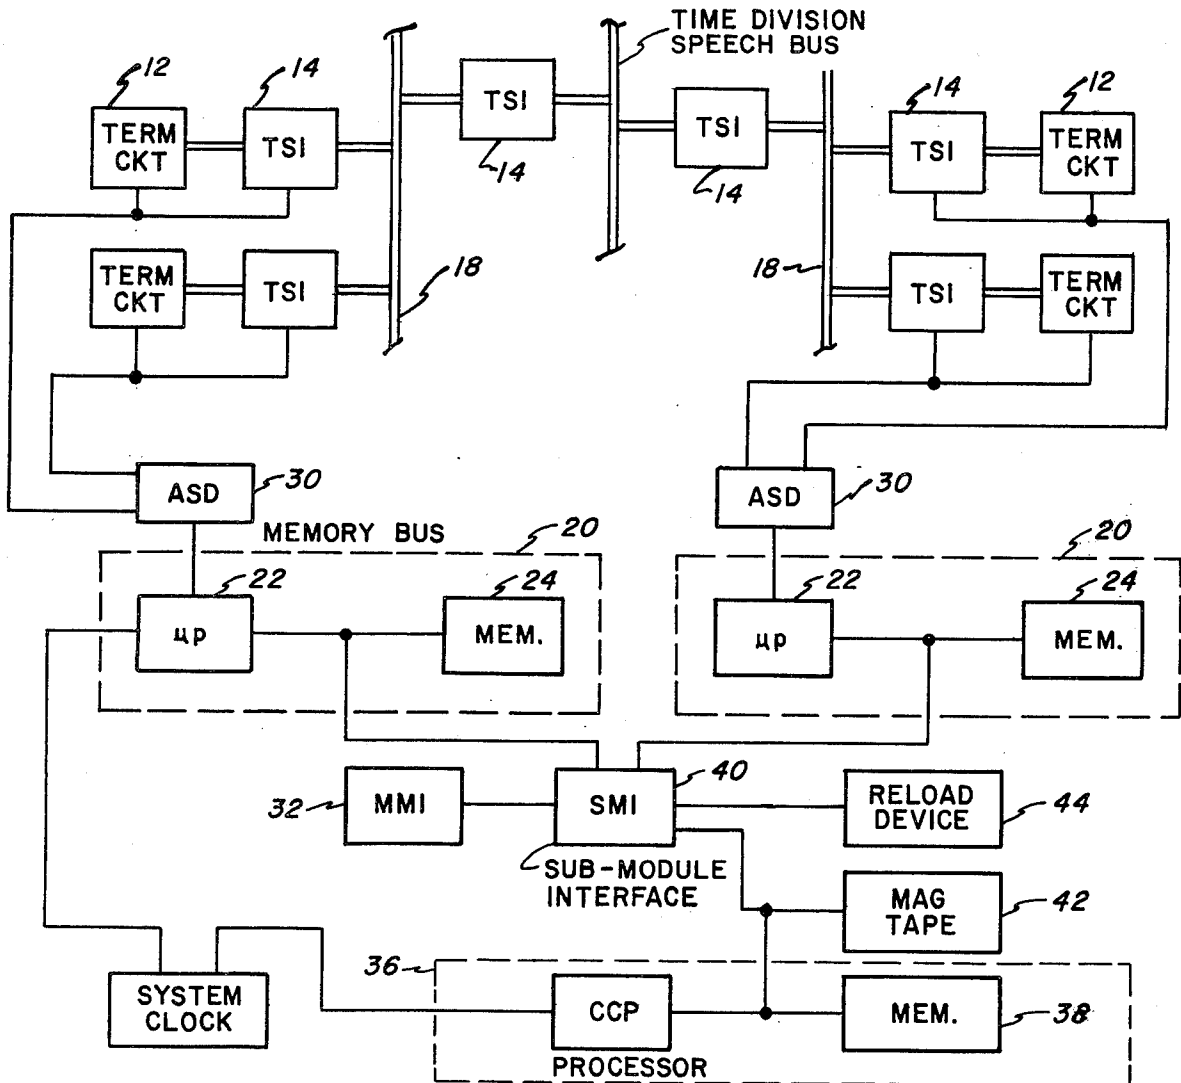 TIME DIVISION
SPEECH BUS
12
14
TSI
14
12
TERM
CKT
TSI
TSI
TSI
TERM
CKT
14
14
TERM
CKT
TSI
18
18
TSI
TERM
CKT
ASD
30
ASD
30
MEMORY BUS
20
20
22
24
22
24
μp
MEM.
μp
MEM.
40
32
MMI
SMI
RELOAD
DEVICE
44
SUB-MODULE
INTERFACE
MAG
TAPE
42
36
SYSTEM
CLOCK
CCP
MEM.
38
PROCESSOR